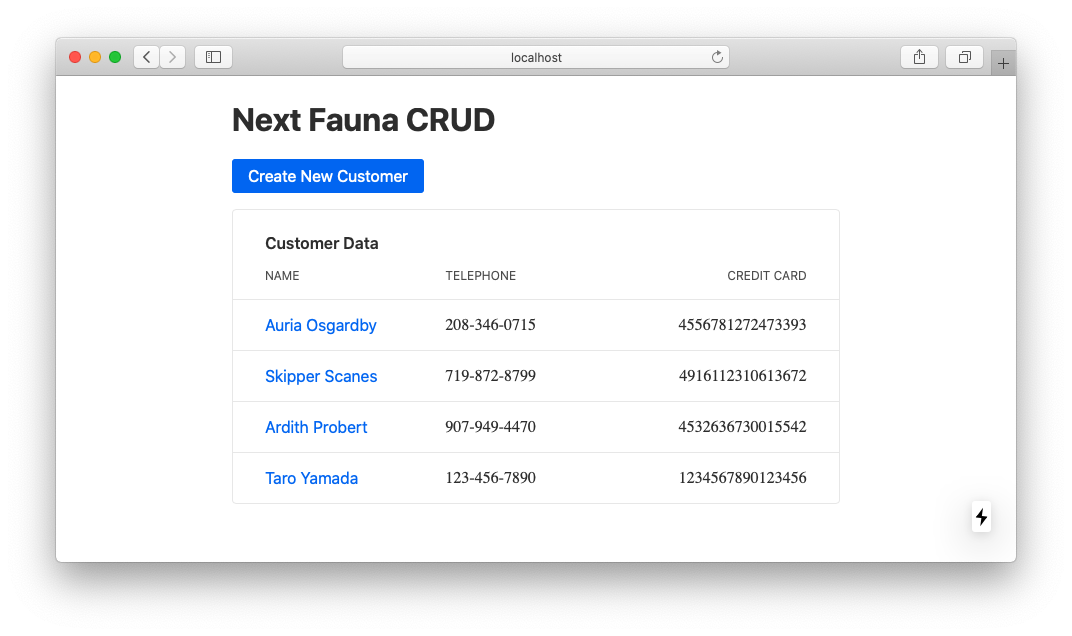 localhost
Next Fauna CRUD
Create New Customer
Customer Data
NAME TELEPHONE CREDIT CARD
Auria Osgardby 208-346-0715 4556781272473393
Skipper Scanes 719-872-8799 4916112310613672
Ardith Probert 907-949-4470 4532636730015542
Taro Yamada 123-456-7890 1234567890123456